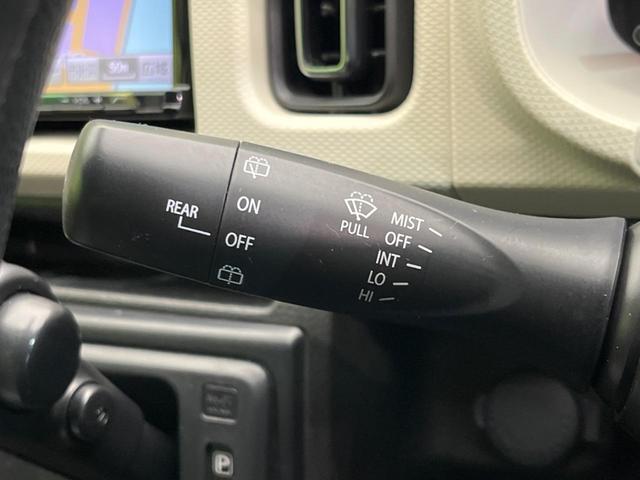 REAR
ON
OFF
PULL
MIST
OFF
INT
LO
HI
P